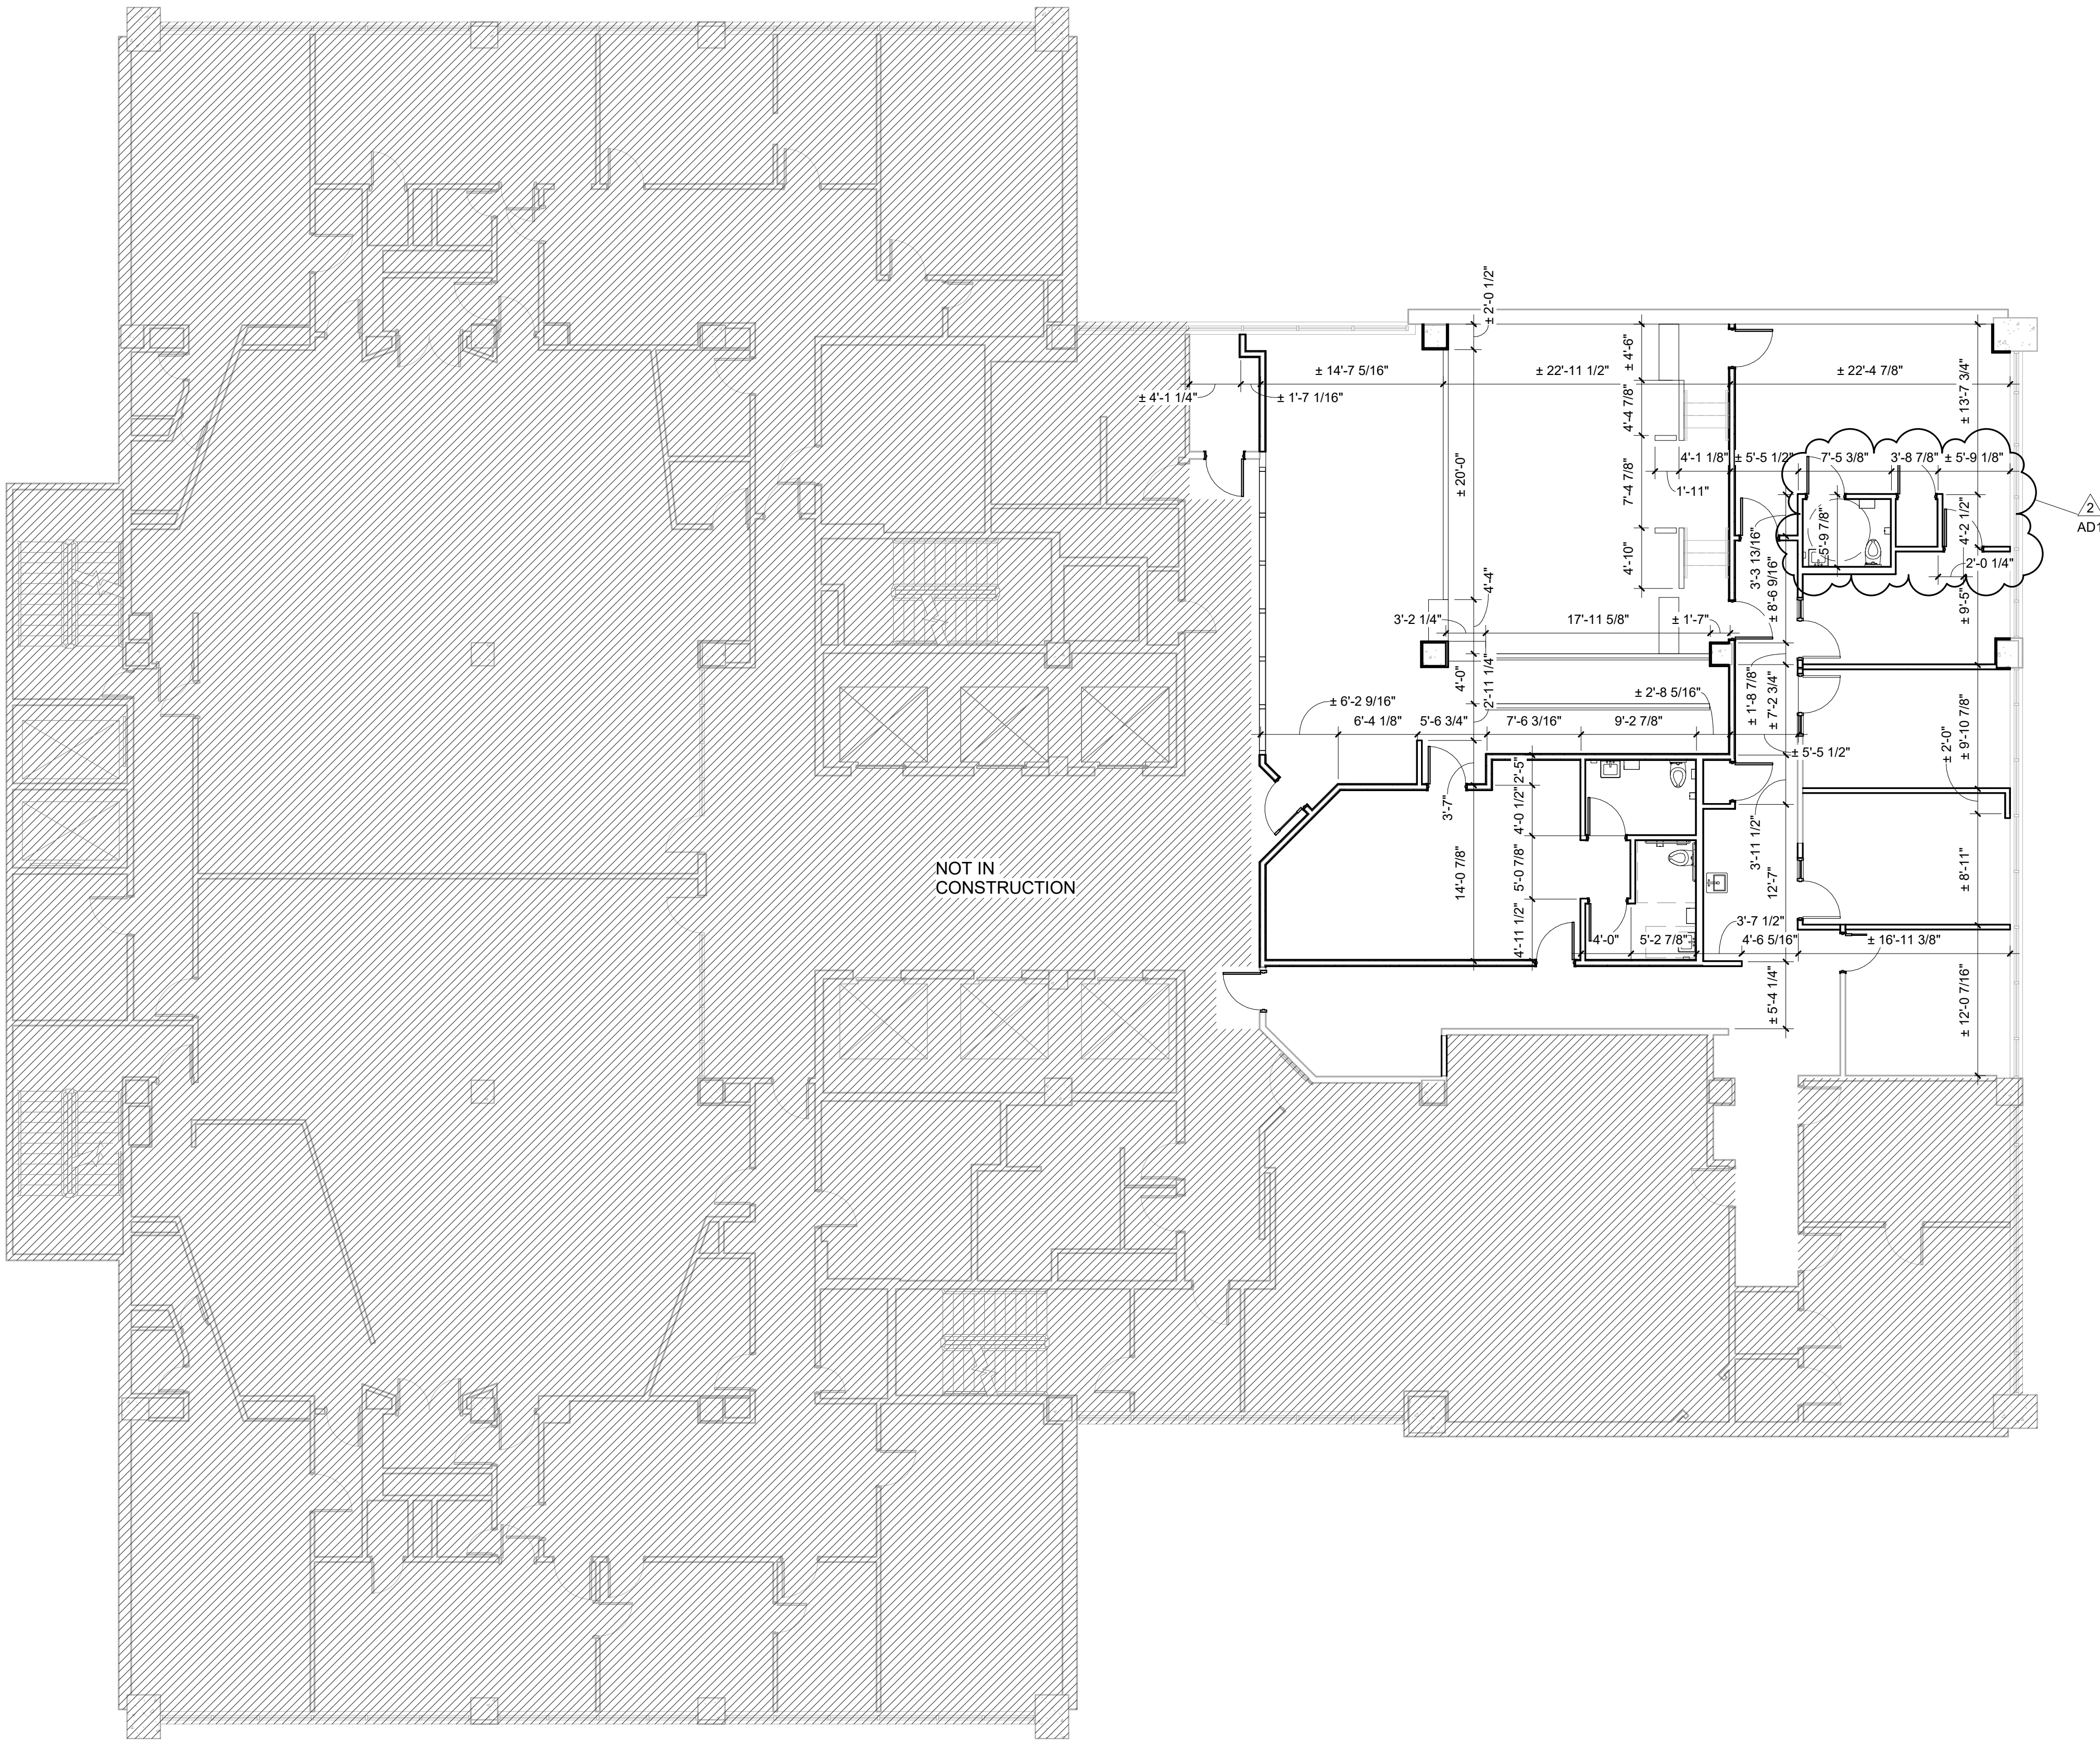 ± 2'-0 1/2"
± 4'-6"
± 14'-7 5/16"
± 22'-11 1/2"
± 22'-4 7/8"
± 13'-7 3/4"
± 4'-1 1/4"
± 1'-7 1/16"
4'-4 7/8"
± 20'-0"
4'-1 1/8"
± 5'-5 1/2"
7'-5 3/8"
3'-8 7/8"
± 5'-9 1/8"
7'-4 7/8"
1'-11"
2
AD1
5'-9 7/8"
4'-2 1/2"
4'-10"
3'-3 13/16"
± 8'-6 9/16"
2'-0 1/4"
± 9'-5"
4'-4"
3'-2 1/4"
17'-11 5/8"
± 1'-7"
4'-0"
2'-11 1/4"
± 2'-8 5/16"
± 1'-8 7/8"
± 7'-2 3/4"
± 6'-2 9/16"
6'-4 1/8"
5'-6 3/4"
7'-6 3/16"
9'-2 7/8"
± 5'-5 1/2"
± 2'-0"
± 9'-10 7/8"
2'-5"
3'-7"
4'-0 1/2"
3'-11 1/2"
NOT IN
CONSTRUCTION
14'-0 7/8"
5'-0 7/8"
12'-7"
± 8'-11"
4'-11 1/2"
4'-0"
5'-2 7/8"
3'-7 1/2"
4'-6 5/16"
± 16'-11 3/8"
± 5'-4 1/4"
± 12'-0 7/16"